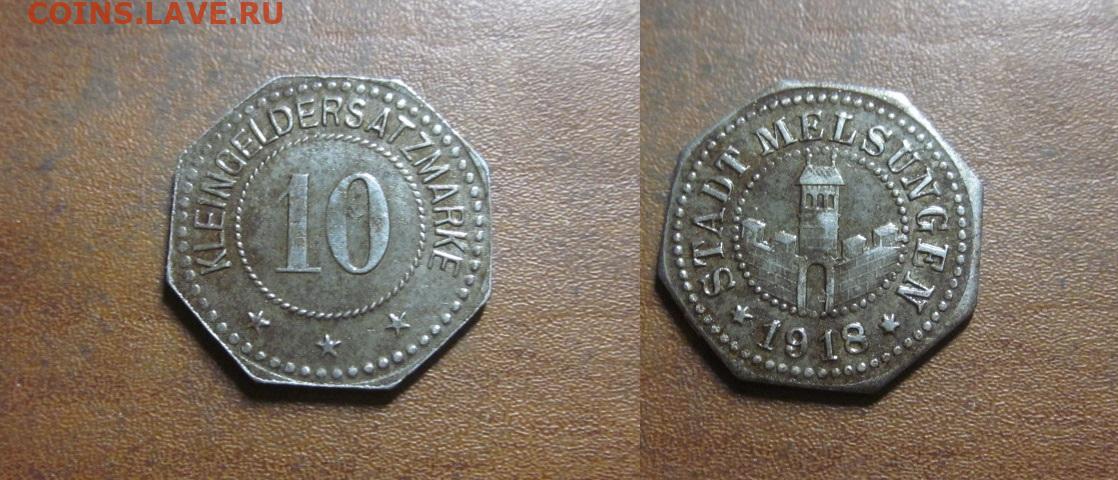 COINS.LAVE.RU
KLEINGELDERSATZMARKE
10
STADT MELSUNGEN
1918